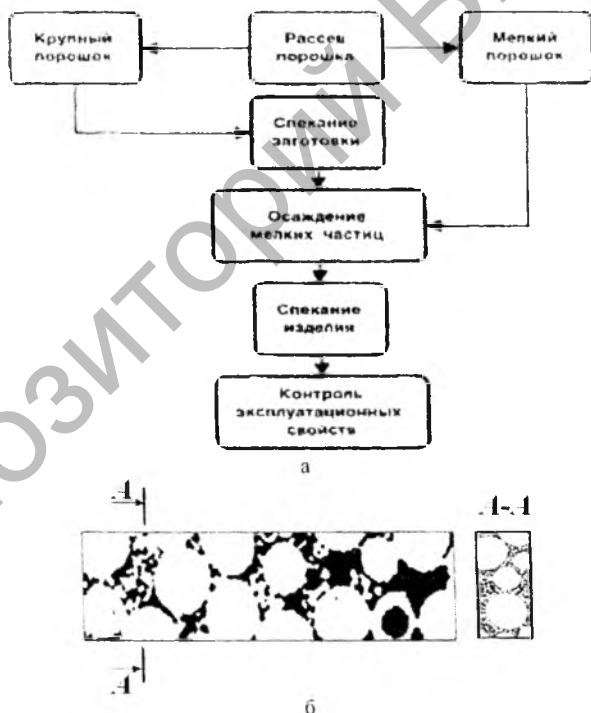 Крупный
порошок
Рассев
порошка
Мелкий
порошок
Спекание
заготовки
Осаждение
мелких частиц
Спекание
изделия
Контроль
эксплуатационных
свойств
а
А
А-А
А
б